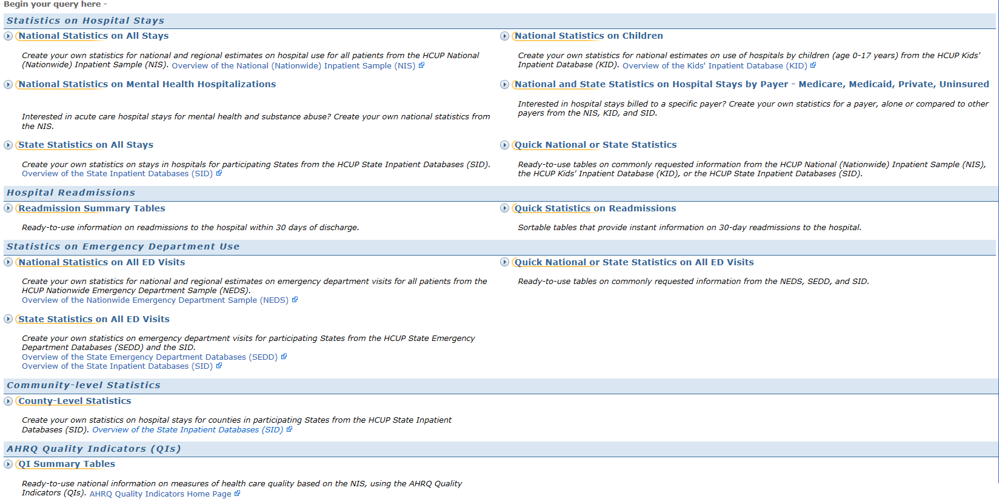 Begin your query here -
Statistics on Hospital Stays
National Statistics on All Stays
Create your own statistics for national and regional estimates on hospital use for all patients from the HCUP National
(Nationwide) Inpatient Sample (NIS). Overview of the National (Nationwide) Inpatient Sample (NIS)
National Statistics on Children
Create your own statistics for national estimates on use of hospitals by children (age 0-17 years) from the HCUP Kids'
Inpatient Database (KID). Overview of the Kids' Inpatient Database (KID)
National Statistics on Mental Health Hospitalizations
Interested in acute care hospital stays for mental health and substance abuse? Create your own national statistics from
the NIS.
National and State Statistics on Hospital Stays by Payer - Medicare, Medicaid, Private, Uninsured
Interested in hospital stays billed to a specific payer? Create your own statistics for a payer, alone or compared to other
payers from the NIS, KID, and SID.
State Statistics on All Stays
Create your own statistics on stays in hospitals for participating States from the HCUP State Inpatient Databases (SID).
Overview of the State Inpatient Databases (SID)
Quick National or State Statistics
Ready-to-use tables on commonly requested information from the HCUP National (Nationwide) Inpatient Sample (NIS),
the HCUP Kids' Inpatient Database (KID), or the HCUP State Inpatient Databases (SID).
Hospital Readmissions
Readmission Summary Tables
Ready-to-use information on readmissions to the hospital within 30 days of discharge.
Quick Statistics on Readmissions
Sortable tables that provide instant information on 30-day readmissions to the hospital.
Statistics on Emergency Department Use
National Statistics on All ED Visits
Create your own statistics for national and regional estimates on emergency department visits for all patients from the
HCUP Nationwide Emergency Department Sample (NEDS).
Overview of the Nationwide Emergency Department Sample (NEDS)
Quick National or State Statistics on All ED Visits
Ready-to-use tables on commonly requested information from the NEDS, SEDD, and SID.
State Statistics on All ED Visits
Create your own statistics on emergency department visits for participating States from the HCUP State Emergency
Department Databases (SEDD) and the SID.
Overview of the State Emergency Department Databases (SEDD)
Overview of the State Inpatient Databases (SID)
Community-level Statistics
County-Level Statistics
Create your own statistics on hospital stays for counties in participating States from the HCUP State Inpatient
Databases (SID). Overview of the State Inpatient Databases (SID)
AHRQ Quality Indicators (QIs)
QI Summary Tables
Ready-to-use national information on measures of health care quality based on the NIS, using the AHRQ Quality
Indicators (QIs). AHRQ Quality Indicators Home Page